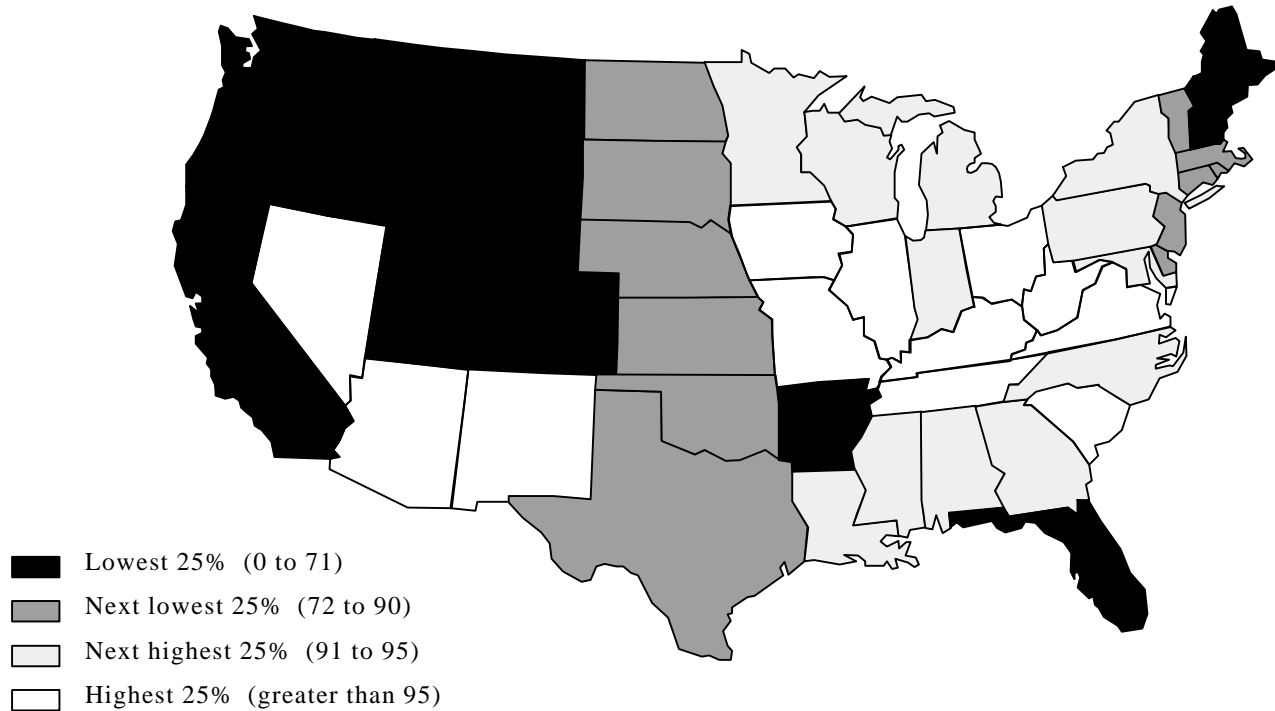 Lowest 25% (0 to 71)
Next lowest 25% (72 to 90)
Next highest 25% (91 to 95)
Highest 25% (greater than 95)